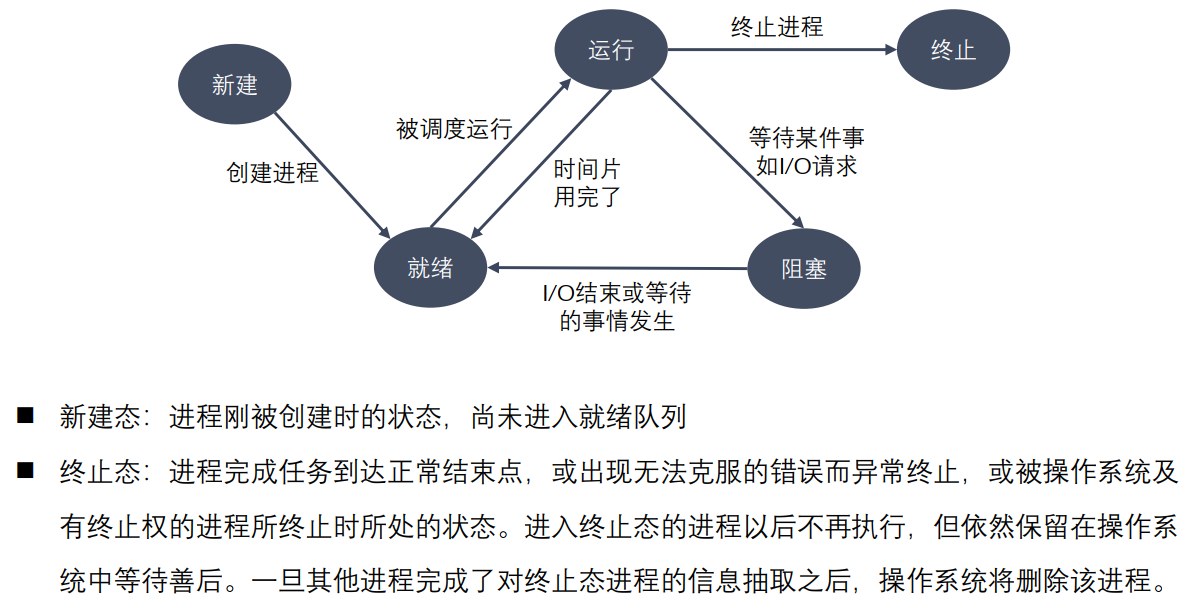 运行
终止进程
终止
新建
被调度运行
等待某件事
如I/O请求
创建进程
时间片
用完了
就绪
阻塞
I/O结束或等待
的事情发生
■ 新建态：进程刚被创建时的状态，尚未进入就绪队列
■ 终止态：进程完成任务到达正常结束点，或出现无法克服的错误而异常终止，或被操作系统及
有终止权的进程所终止时所处的状态。进入终止态的进程以后不再执行，但依然保留在操作系
统中等待善后。一旦其他进程完成了对终止态进程的信息抽取之后，操作系统将删除该进程。